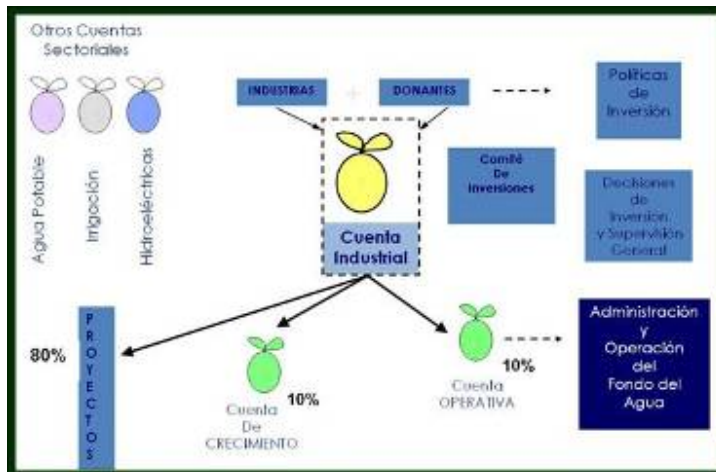 Otros Cuentas
Sectoriales
Agua Potable
Irrigación
Hidroeléctricas
INDUSTRIAS
+
DONANTES
Políticas
de
Inversión
Comité
De
Inversiones
Decisiones
de
Inversión
y Supervisión
General
Cuenta
Industrial
80%
PROYECTOS
10%
Cuenta
De
CRECIMIENTO
10%
Cuenta
OPERATIVA
Administración
y
Operación
del
Fondo del
Agua